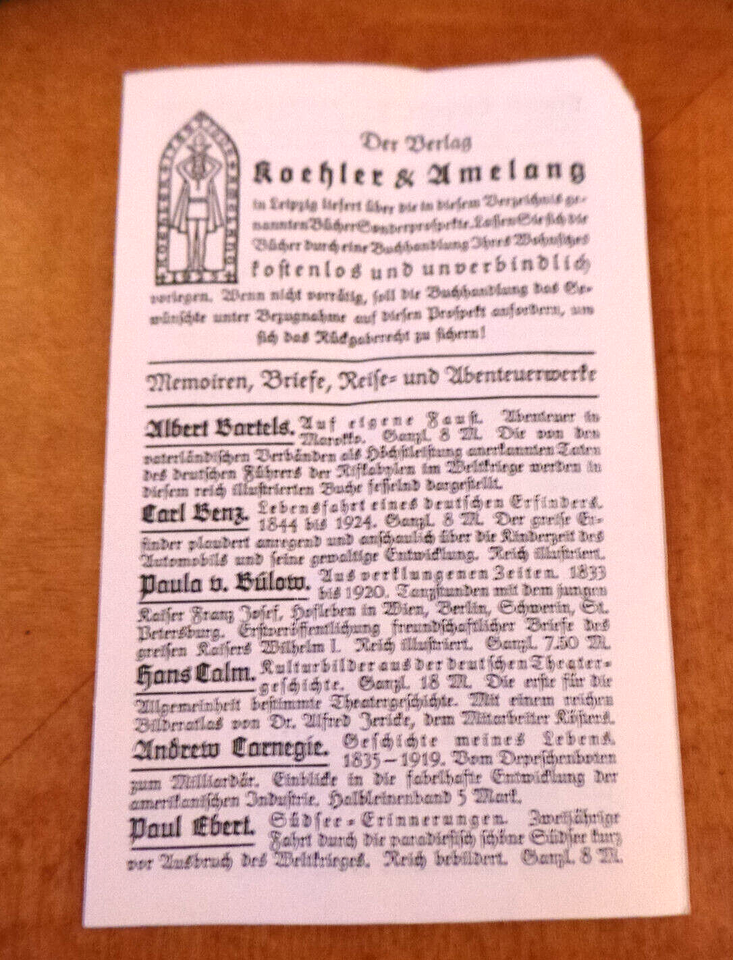 Der Verlag
Koehler & Amelang
in Leipzig liefert über die in diesem Verzeichnis ge-
nannten Bücher Sonderprospekte. Lassen Sie sich die
Bücher durch eine Buchhandlung Ihres Wohnsitzes
kostenlos und unverbindlich
vorlegen. Wenn nicht vorrätig, soll die Buchhandlung das Ge-
wünschte unter Bezugnahme auf diesen Prospekt anfordern, um
sich das Rückgaberecht zu sichern!
Memoiren, Briefe, Reise- und Abenteuerwerke
Albert Bartels. Auf eigene Faust. Abenteuer in
Marokko. Ganzl. 8 M. Die von den
vaterländischen Verbänden als Höchstleistung anerkannten Taten
des deutschen Führers der Riffkabylen im Weltkriege werden in
diesem reich illustrierten Buche fesselnd dargestellt.
Carl Benz. Lebensfahrt eines deutschen Erfinders.
1844 bis 1924. Ganzl. 8 M. Der greise Er-
finder plaudert anregend und anschaulich über die Kinderzeit des
Automobils und seine gewaltige Entwicklung. Reich illustriert.
Paula v. Bülow. Aus verklungenen Zeiten. 1833
bis 1920. Tanzstunden mit dem jungen
Kaiser Franz Josef, Hofleben in Wien, Berlin, Schwerin, St.
Petersburg. Erstveröffentlichung freundschaftlicher Briefe des
greisen Kaisers Wilhelm I. Reich illustriert. Ganzl. 7.50 M.
Hans Calm. Kulturbilder aus der deutschen Theater-
geschichte. Ganzl. 18 M. Die erste für die
Allgemeinheit bestimmte Theatergeschichte. Mit einem reichen
Bilderatlas von Dr. Alfred Jericke, dem Mitarbeiter Kösters.
Andrew Carnegie. Geschichte meines Lebens.
1835–1919. Vom Depeschenboten
zum Milliardär. Einblicke in die fabelhafte Entwicklung der
amerikanischen Industrie. Halbleinenband 5 Mark.
Paul Ebert. Südsee-Erinnerungen. Zweijährige
Fahrt durch die paradiesisch schöne Südsee kurz
vor Ausbruch des Weltkrieges. Reich bebildert. Ganzl. 8 M.